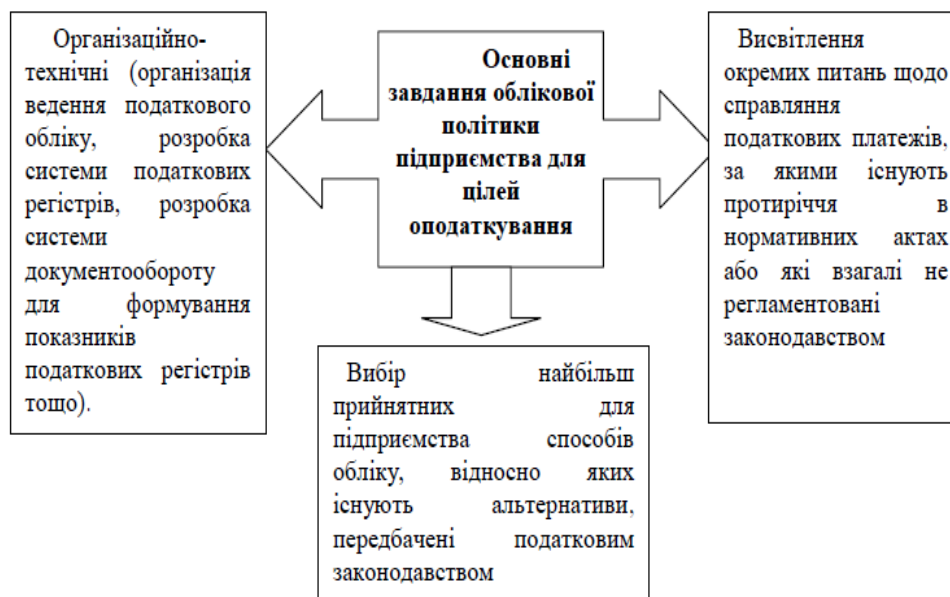 Організаційно-
технічні (організація
ведення податкового
обліку, розробка
системи податкових
регістрів, розробка
системи
документообороту
для формування
показників
податкових регістрів
тощо).
Основні
завдання облікової
політики
підприємства для
цілей
оподаткування
Висвітлення
окремих питань щодо
справляння
податкових платежів,
за якими існують
протиріччя в
нормативних актах
або які взагалі не
регламентовані
законодавством
Вибір найбільш
прийнятних для
підприємства способів
обліку, відносно яких
існують альтернативи,
передбачені податковим
законодавством